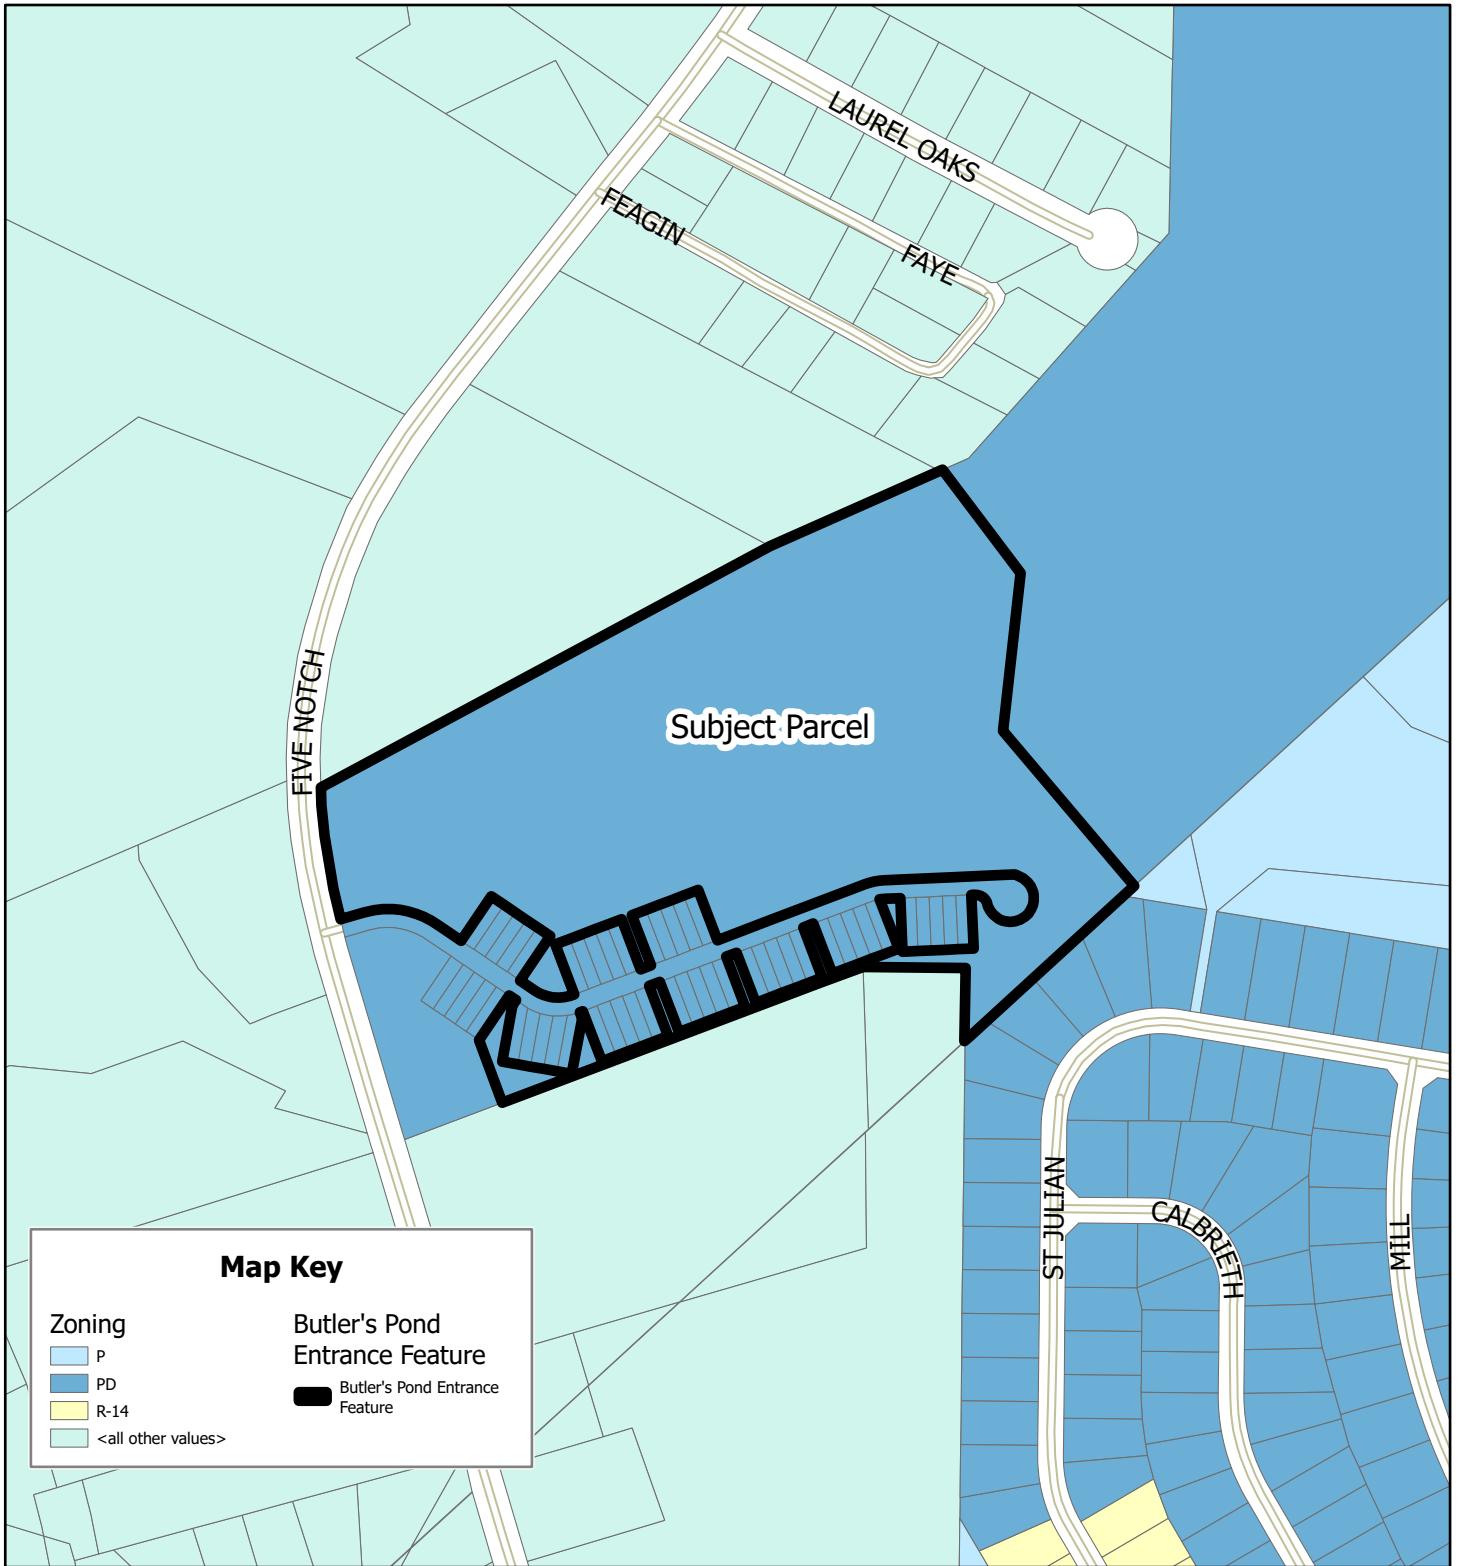 LAUREL OAKS
FEAGIN
FAYE
FIVE NOTCH
Subject Parcel
ST JULIAN
CALBRIETH
MILL
Map Key
Zoning
P
PD
R-14
<all other values>
Butler's Pond
Entrance Feature
Butler's Pond Entrance
Feature